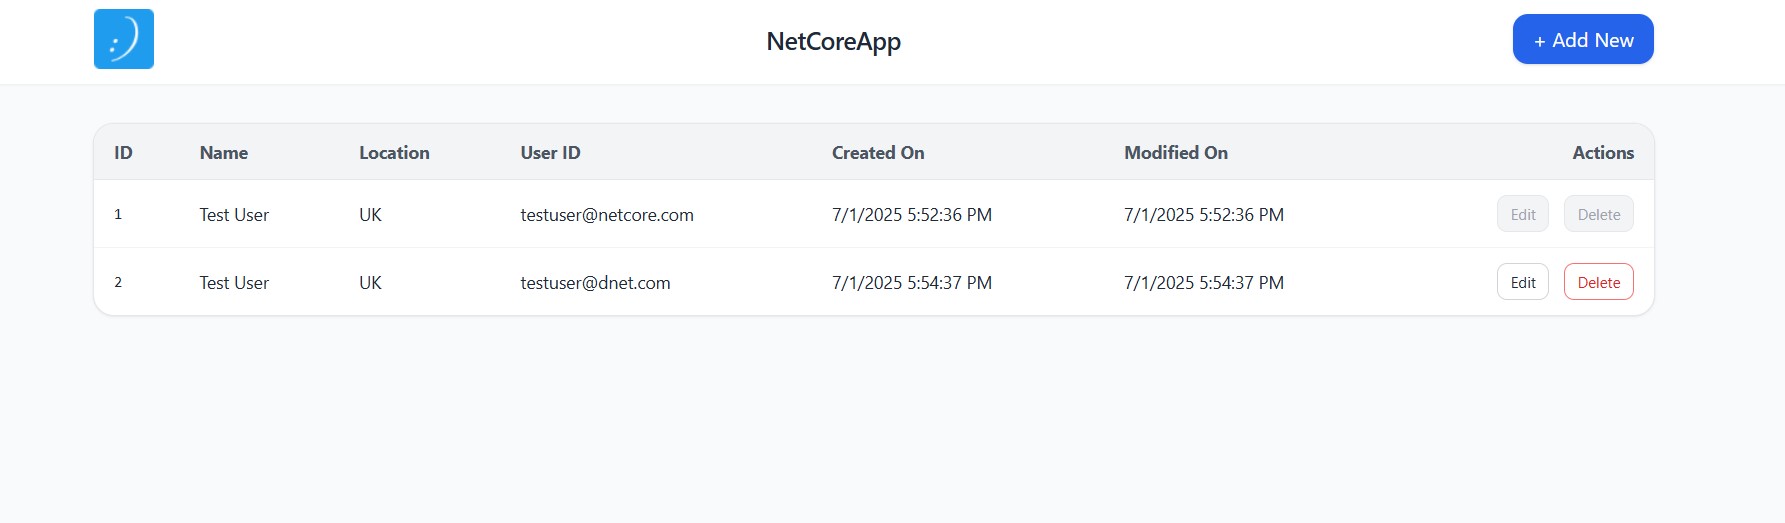 :)
NetCoreApp
+ Add New
ID Name Location User ID Created On Modified On Actions
1 Test User UK testuser@netcore.com 7/1/2025 5:52:36 PM 7/1/2025 5:52:36 PM Edit Delete
2 Test User UK testuser@dnet.com 7/1/2025 5:54:37 PM 7/1/2025 5:54:37 PM Edit Delete